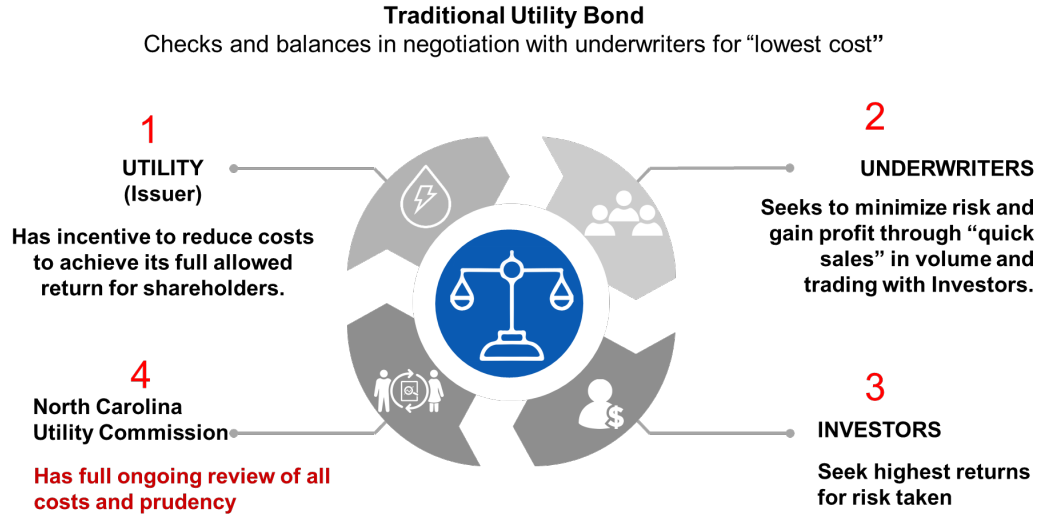 Traditional Utility Bond
Checks and balances in negotiation with underwriters for “lowest cost”
1
UTILITY
(Issuer)
Has incentive to reduce costs
to achieve its full allowed
return for shareholders.
2
UNDERWRITERS
Seeks to minimize risk and
gain profit through “quick
sales” in volume and
trading with Investors.
3
INVESTORS
Seek highest returns
for risk taken
4
North Carolina
Utility Commission
Has full ongoing review of all
costs and prudency
$